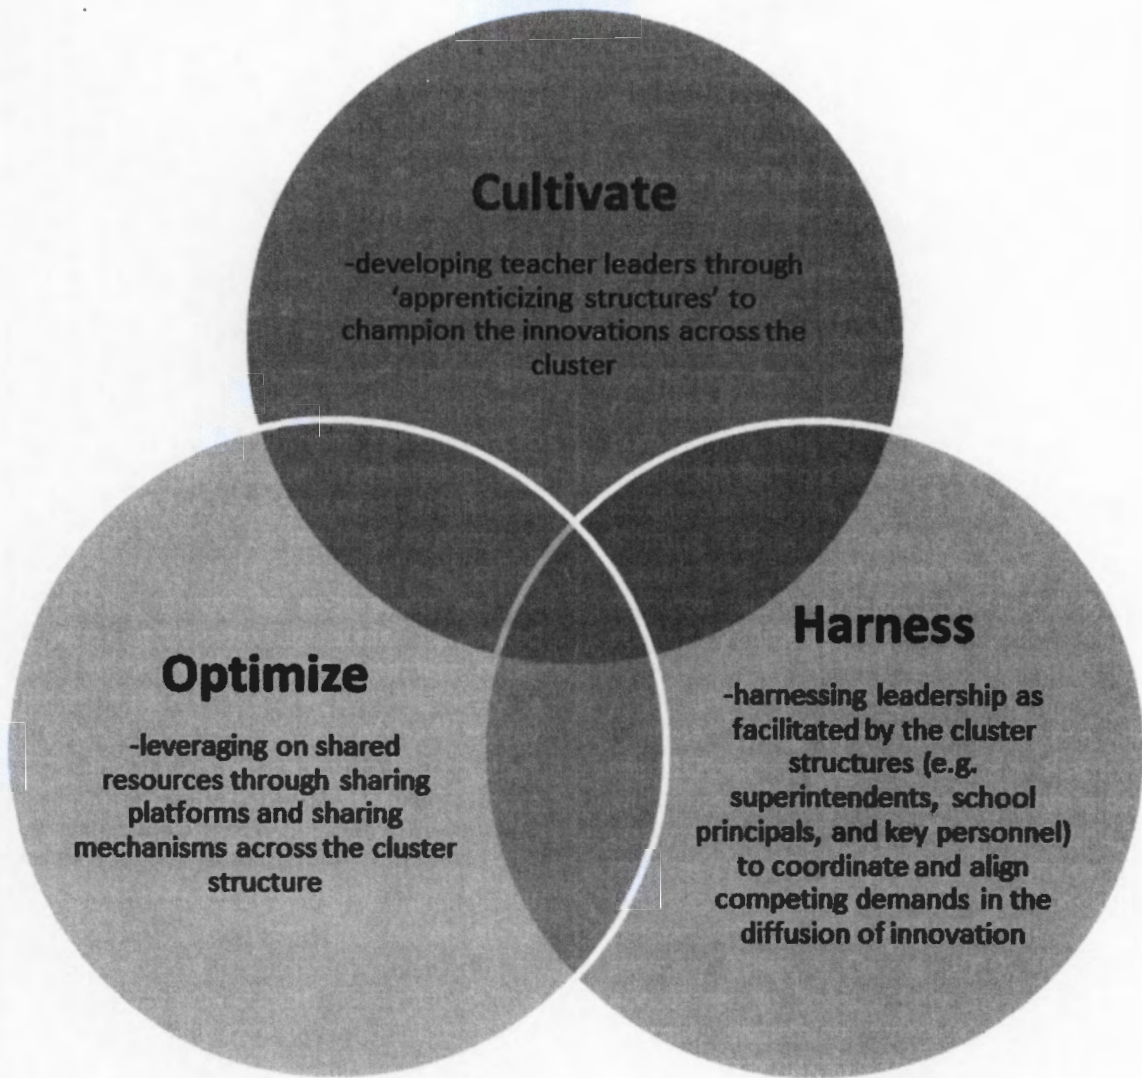 Cultivate
-developing teacher leaders through
‘apprenticizing structures’ to
champion the innovations across the
cluster
Optimize
-leveraging on shared
resources through sharing
platforms and sharing
mechanisms across the cluster
structure
Harness
-harnessing leadership as
facilitated by the cluster
structures (e.g.
superintendents, school
principals, and key personnel)
to coordinate and align
competing demands in the
diffusion of innovation